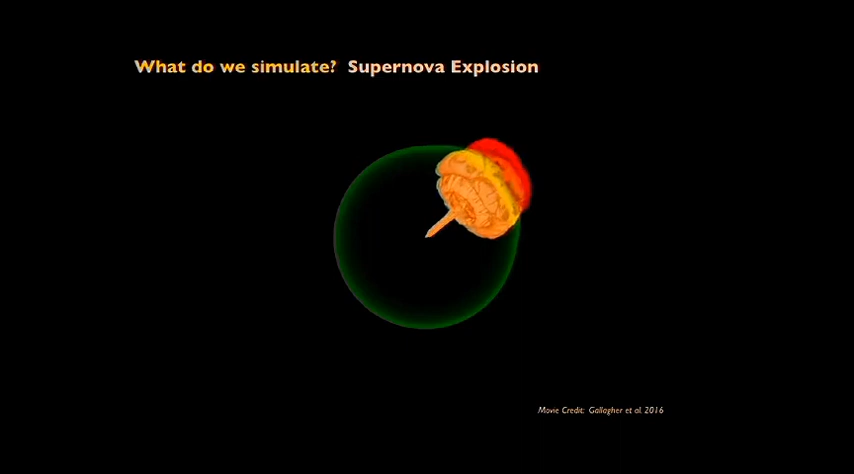 What do we simulate? Supernova Explosion
Movie Credit: Gallagher et al. 2016